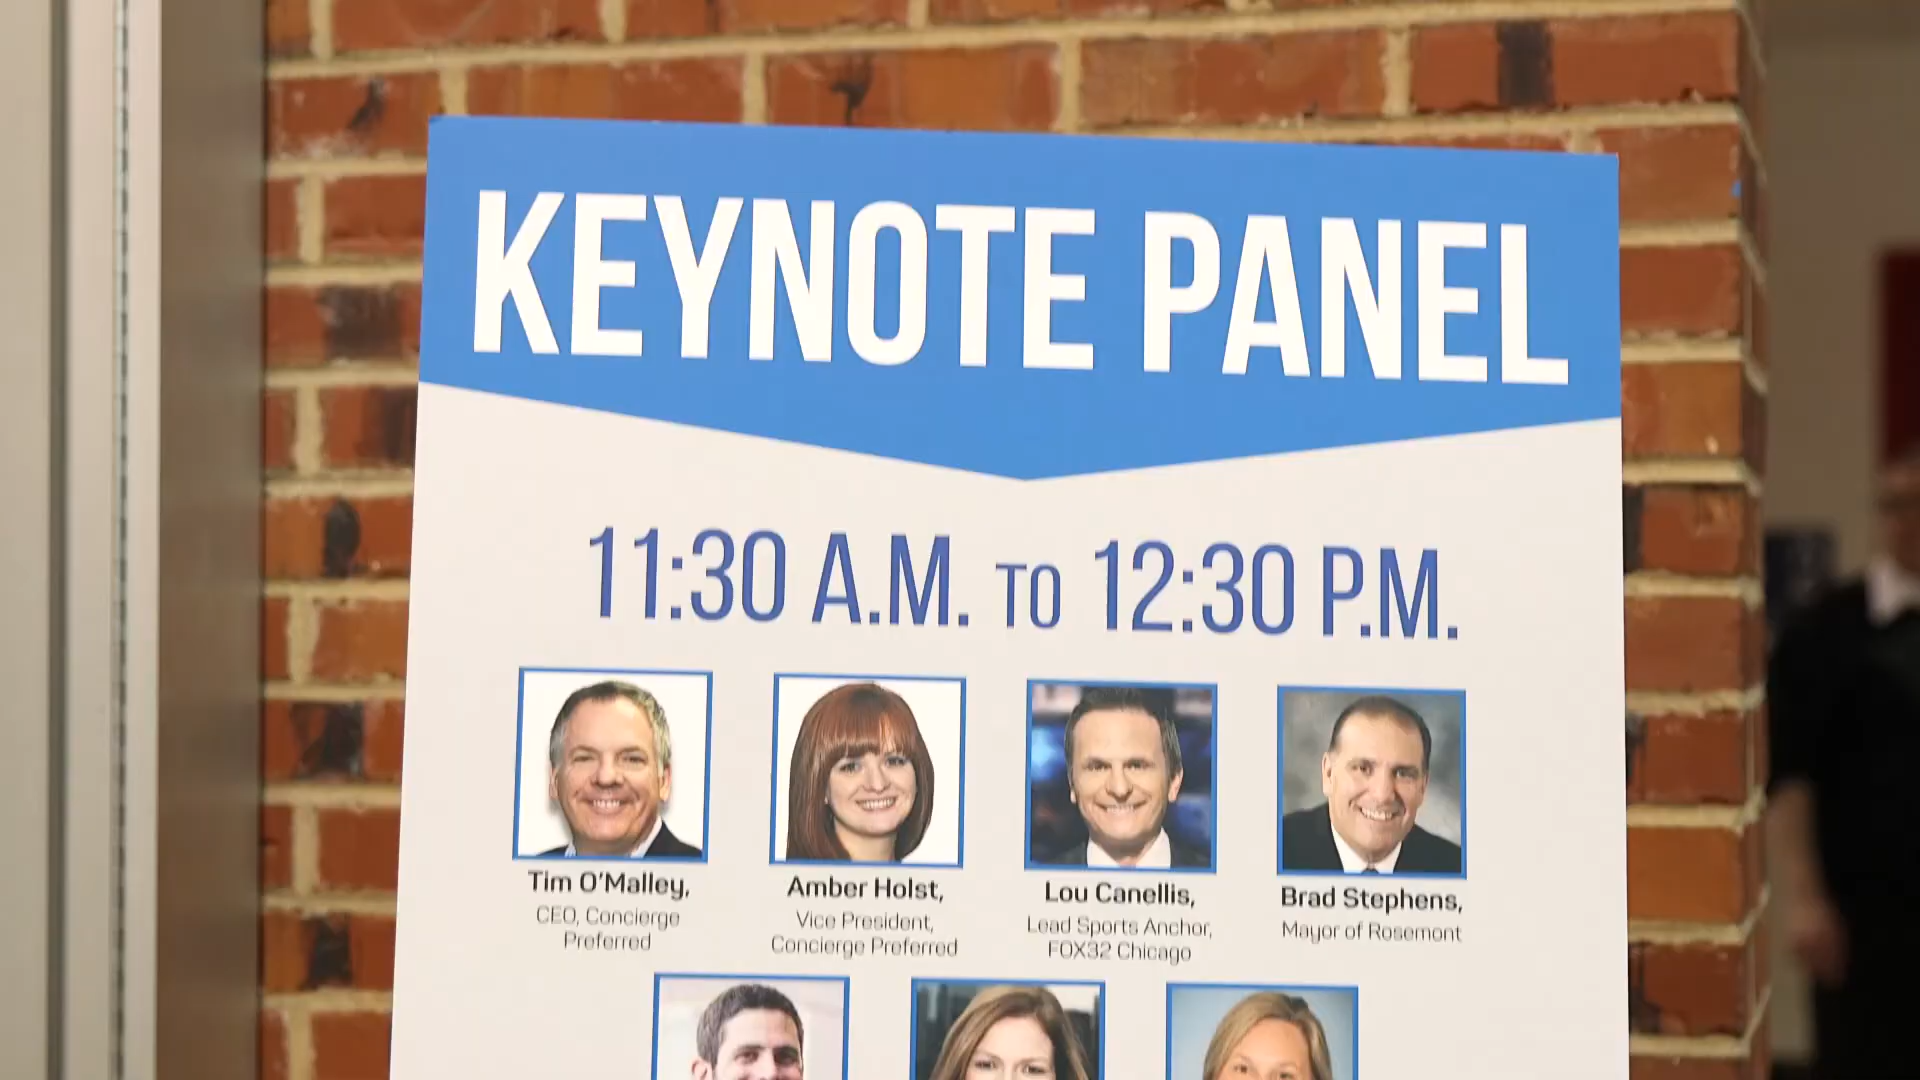 KEYNOTE PANEL
11:30 A.M. TO 12:30 P.M.
Tim O'Malley,
CEO, Concierge
Preferred
Amber Holst,
Vice President,
Concierge Preferred
Lou Canellis,
Lead Sports Anchor,
FOX32 Chicago
Brad Stephens,
Mayor of Rosemont